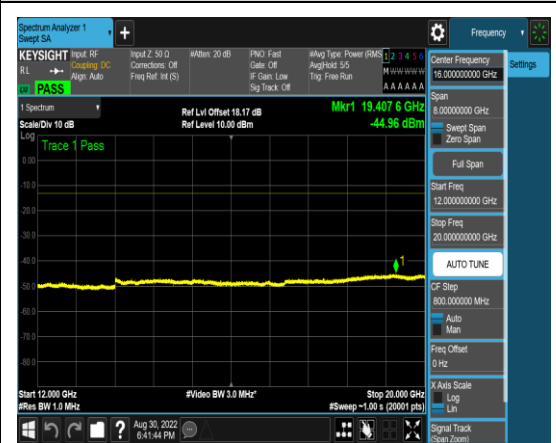 Spectrum Analyzer 1
Swept SA
+
Frequency
KEYSIGHT Input: RF Input Z: 50 Ω #Atten: 20 dB PNO: Fast #Avg Type: Power (RMS 1 2 3 4 5 6
R L Coupling: DC Corrections: Off Gate: Off Avg|Hold: 5/5 M W W W W W
Align: Auto Freq Ref: Int (S) IF Gain: Low Trig: Free Run
Sig Track: Off A A A A A A
PASS
1 Spectrum
Ref Lvl Offset 18.17 dB Mkr1 19.407 6 GHz
Scale/Div 10 dB Ref Level 10.00 dBm -44.96 dBm
Log
Trace 1 Pass
0.00
-10.0
-20.0
-30.0
-40.0
1
-50.0
-60.0
-70.0
-80.0
Start 12.000 GHz #Video BW 3.0 MHz* Stop 20.000 GHz
#Res BW 1.0 MHz #Sweep ~1.00 s (20001 pts)
?
Aug 30, 2022
6:41:44 PM
Center Frequency
16.000000000 GHz
Settings
Span
8.00000000 GHz
Swept Span
Zero Span
Full Span
Start Freq
12.000000000 GHz
Stop Freq
20.000000000 GHz
AUTO TUNE
CF Step
800.000000 MHz
Auto
Man
Freq Offset
0 Hz
X Axis Scale
Log
Lin
Signal Track
(Span Zoom)